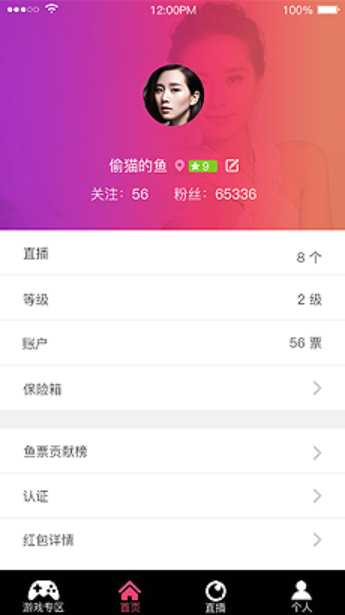 12:00PM 100%
偷猫的鱼 9
关注：56 粉丝：65336
直播 8 个
等级 2 级
账户 56 票
保险箱
鱼票贡献榜
认证
红包详情
游戏专区 首页 直播 个人